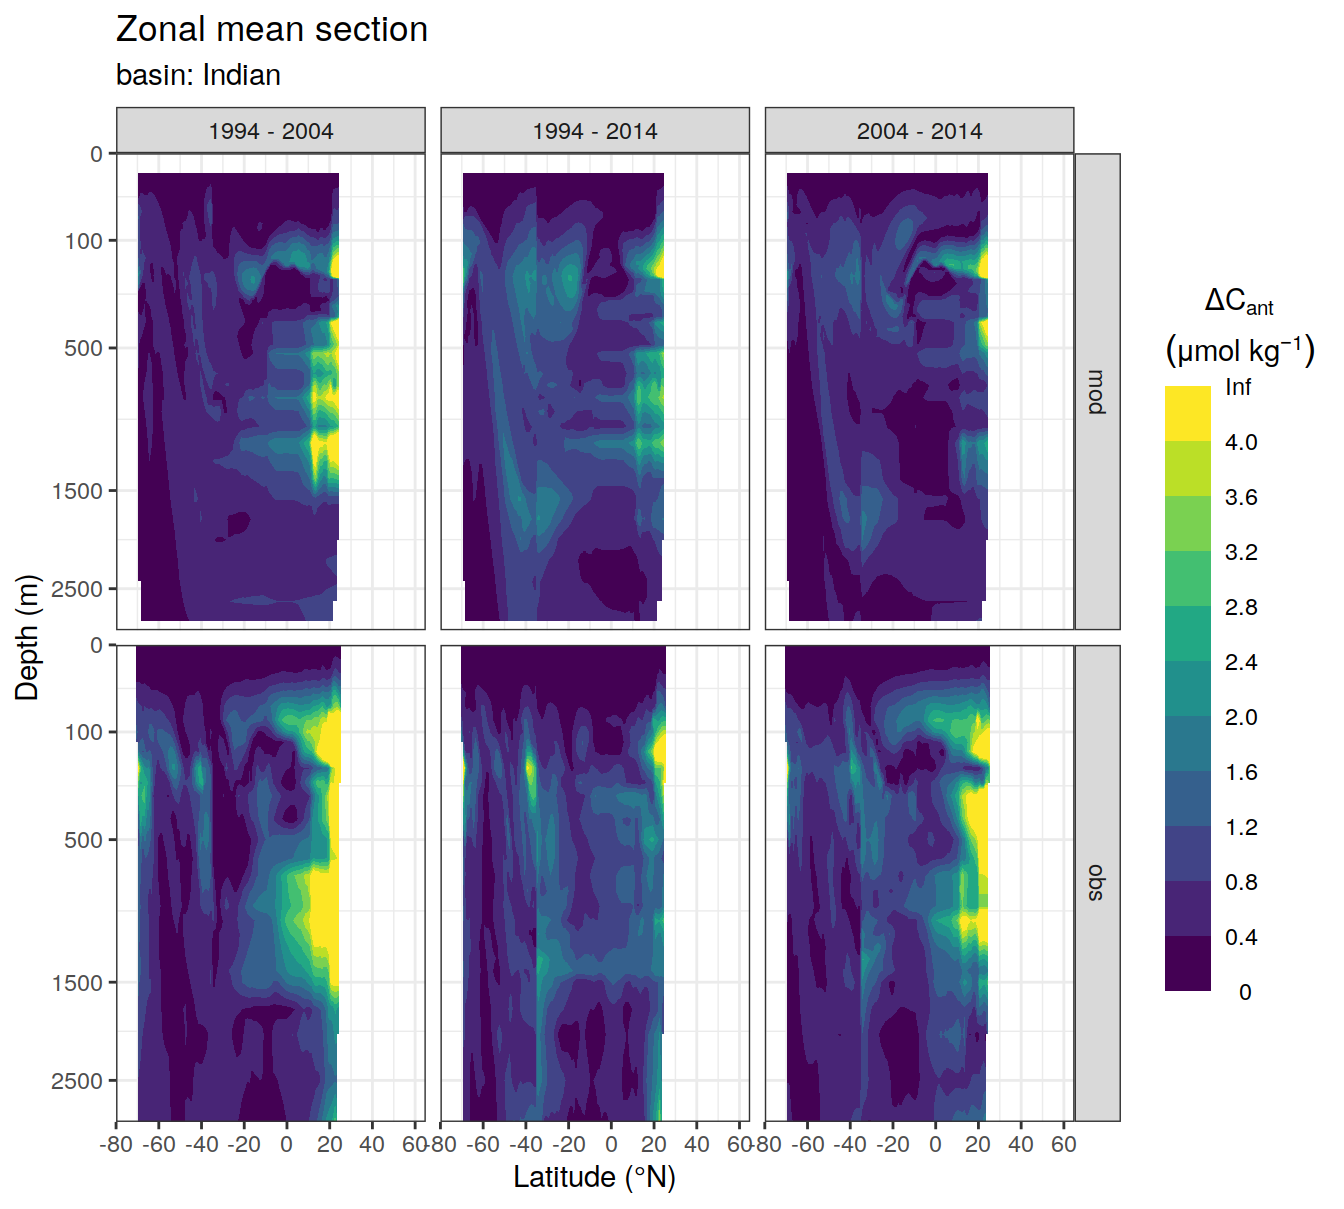 Zonal mean section
basin: Indian
1994 - 2004
1994 - 2014
2004 - 2014
0
100
500
1500
2500
mod
0
100
500
1500
2500
obs
-80 -60 -40 -20 0 20 40 60
-80 -60 -40 -20 0 20 40 60
-80 -60 -40 -20 0 20 40 60
Latitude (°N)
Depth (m)
ΔCant
(µmol kg⁻¹)
Inf
4.0
3.6
3.2
2.8
2.4
2.0
1.6
1.2
0.8
0.4
0